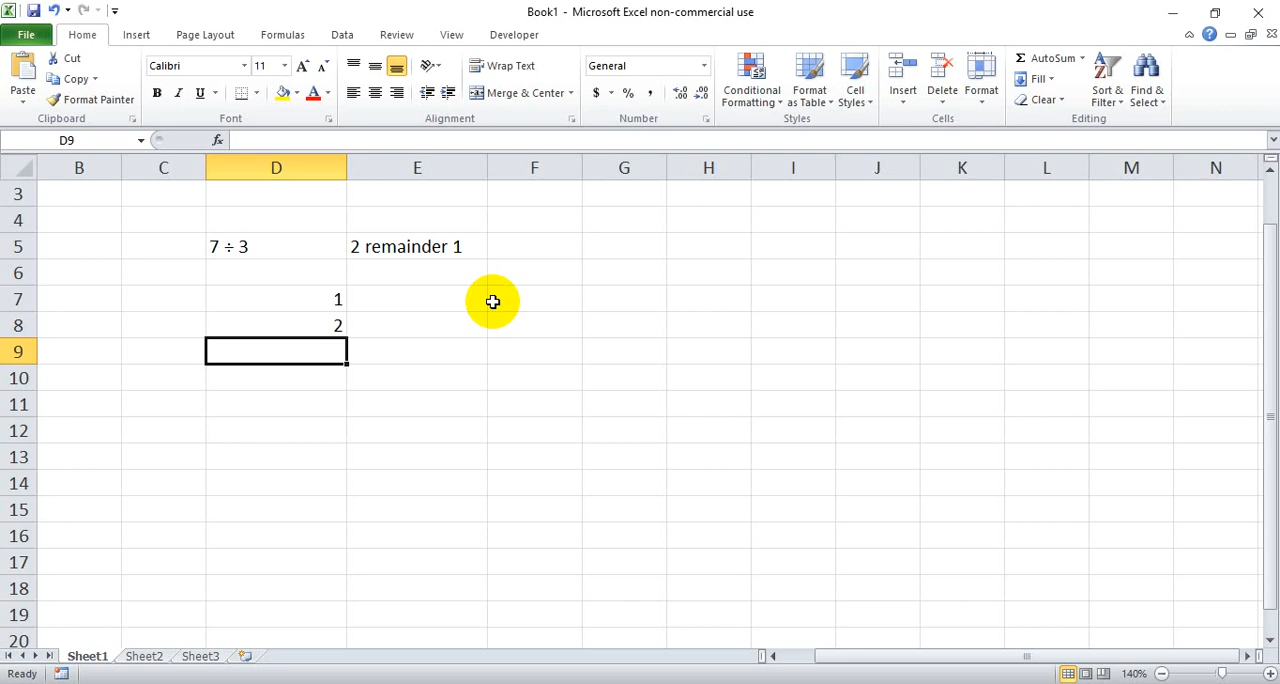 Book1 - Microsoft Excel non-commercial use
File Home Insert Page Layout Formulas Data Review View Developer
Paste
Cut
Copy
Format Painter
Clipboard
Calibri 11
B I U
Font
Wrap Text
Merge & Center
Alignment
General
$ % ,
Number
Conditional Formatting
Format as Table
Cell Styles
Styles
Insert
Delete
Format
Cells
Σ AutoSum
Fill
Clear
Sort & Filter
Find & Select
Editing
D9 fx
B C D E F G H I J K L M N
3
4
5 7 ÷ 3 2 remainder 1
6
7 1
8 2
9
10
11
12
13
14
15
16
17
18
19
20
Sheet1 Sheet2 Sheet3
Ready 140%